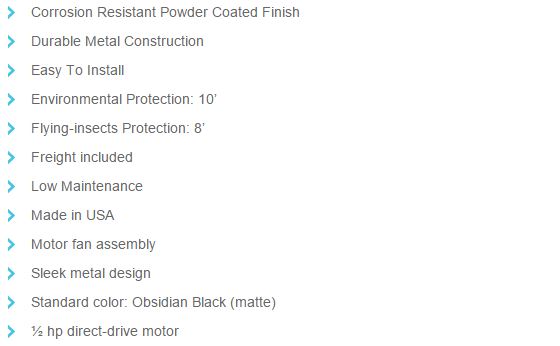 Corrosion Resistant Powder Coated Finish
Durable Metal Construction
Easy To Install
Environmental Protection: 10’
Flying-insects Protection: 8’
Freight included
Low Maintenance
Made in USA
Motor fan assembly
Sleek metal design
Standard color: Obsidian Black (matte)
½ hp direct-drive motor